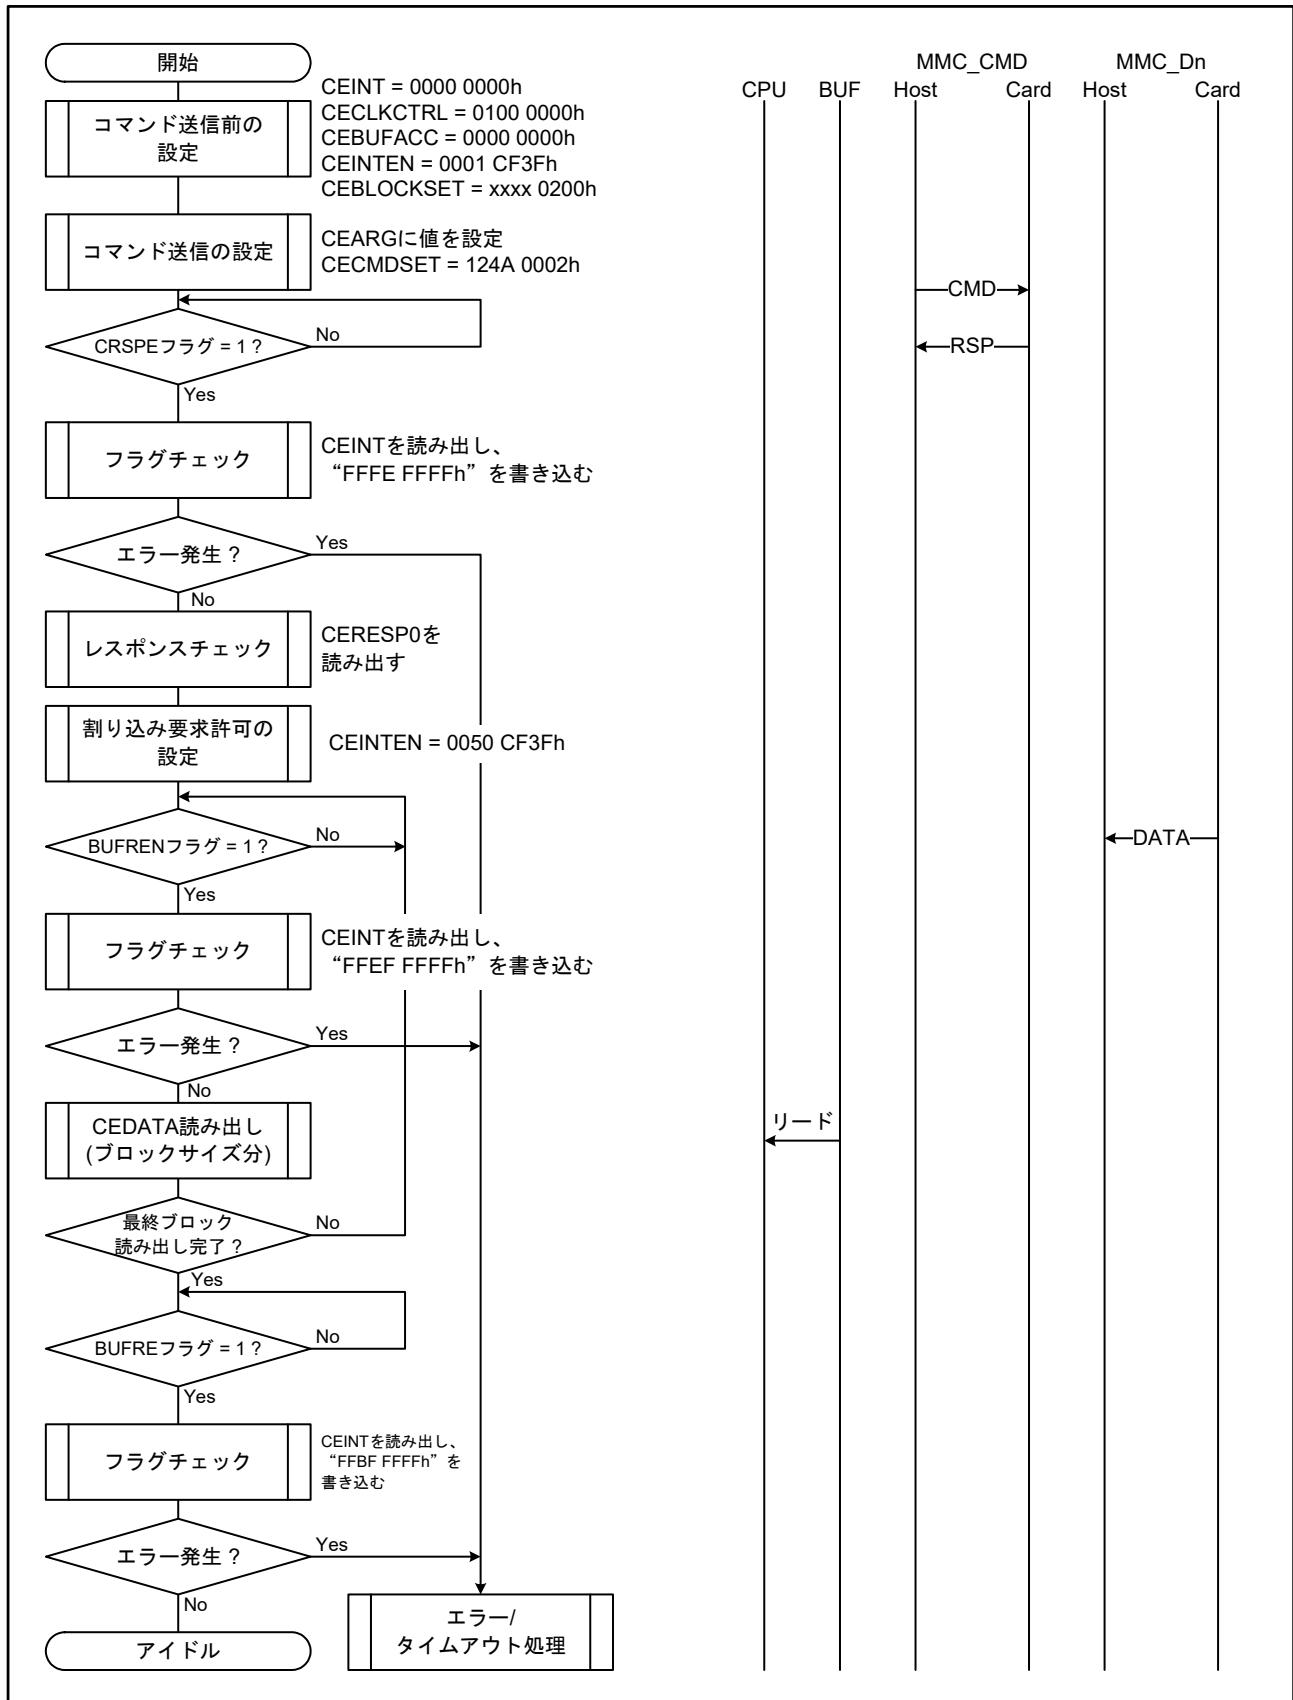 開始
CEINT = 0000 0000h
CECLKCTRL = 0100 0000h
CEBUFACC = 0000 0000h
CEINTEN = 0001 CF3Fh
CEBLOCKSET = xxxx 0200h
コマンド送信前の
設定
コマンド送信の設定
CEARGに値を設定
CECMDSET = 124A 0002h
CRSPEフラグ = 1 ?
No
Yes
フラグチェック
CEINTを読み出し、
“FFFE FFFFh”を書き込む
エラー発生 ?
Yes
No
レスポンスチェック
CERESP0を
読み出す
割り込み要求許可の
設定
CEINTEN = 0050 CF3Fh
BUFRENフラグ = 1 ?
No
Yes
フラグチェック
CEINTを読み出し、
“FFEF FFFFh”を書き込む
エラー発生 ?
Yes
No
CEDATA読み出し
(ブロックサイズ分)
最終ブロック
読み出し完了 ?
No
Yes
BUFREフラグ = 1 ?
No
Yes
フラグチェック
CEINTを読み出し、
“FFBF FFFFh”を
書き込む
エラー発生 ?
Yes
No
アイドル
エラー/
タイムアウト処理
MMC_CMD
MMC_Dn
CPU BUF Host Card Host Card
CMD
RSP
DATA
リード